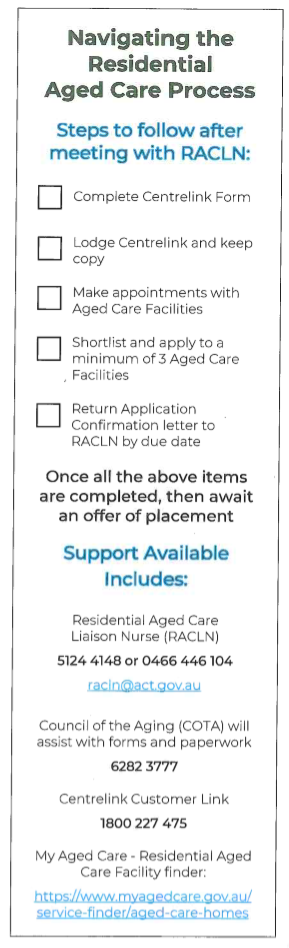 Navigating the
Residential
Aged Care Process
Steps to follow after
meeting with RACLN:
Complete Centrelink Form
Lodge Centrelink and keep
copy
Make appointments with
Aged Care Facilities
Shortlist and apply to a
minimum of 3 Aged Care
Facilities
Return Application
Confirmation letter to
RACLN by due date
Once all the above items
are completed, then await
an offer of placement
Support Available
Includes:
Residential Aged Care
Liaison Nurse (RACLN)
5124 4148 or 0466 446 104
racln@act.gov.au
Council of the Aging (COTA) will
assist with forms and paperwork
6282 3777
Centrelink Customer Link
1800 227 475
My Aged Care - Residential Aged
Care Facility finder:
https://www.myagedcare.gov.au/
service-finder/aged-care-homes